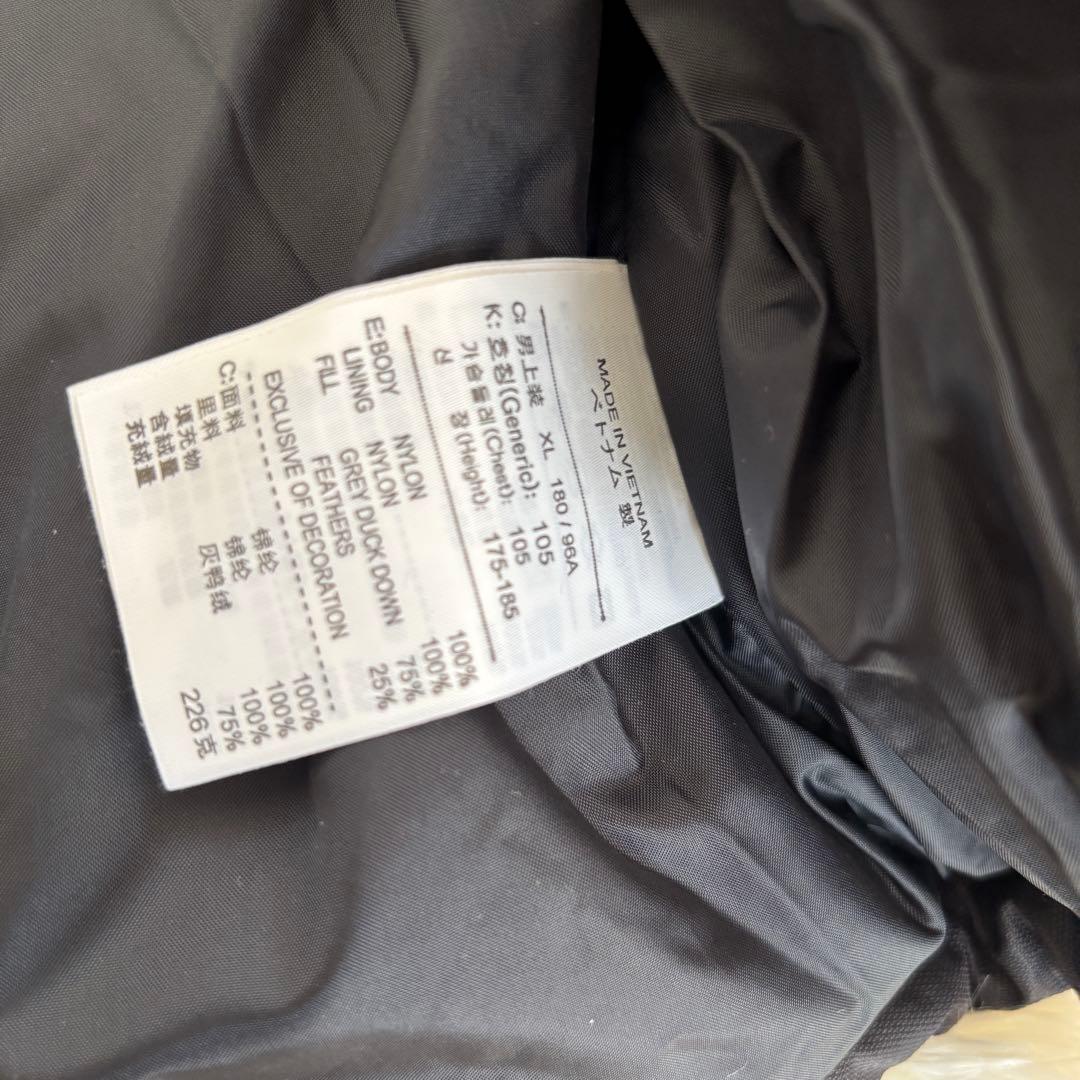 MADE IN VIETNAM
ベトナム 製
C: 男上装 XL 180 / 96A
K: 호칭(Generic): 105
가슴둘레(Chest): 105
신 장(Height): 175-185
E:BODY NYLON 100%
LINING NYLON 100%
FILL GREY DUCK DOWN 75%
FEATHERS 25%
EXCLUSIVE OF DECORATION
C:面料 锦纶 100%
里料 锦纶 100%
填充物 灰鸭绒 100%
含绒量 75%
充绒量 226克